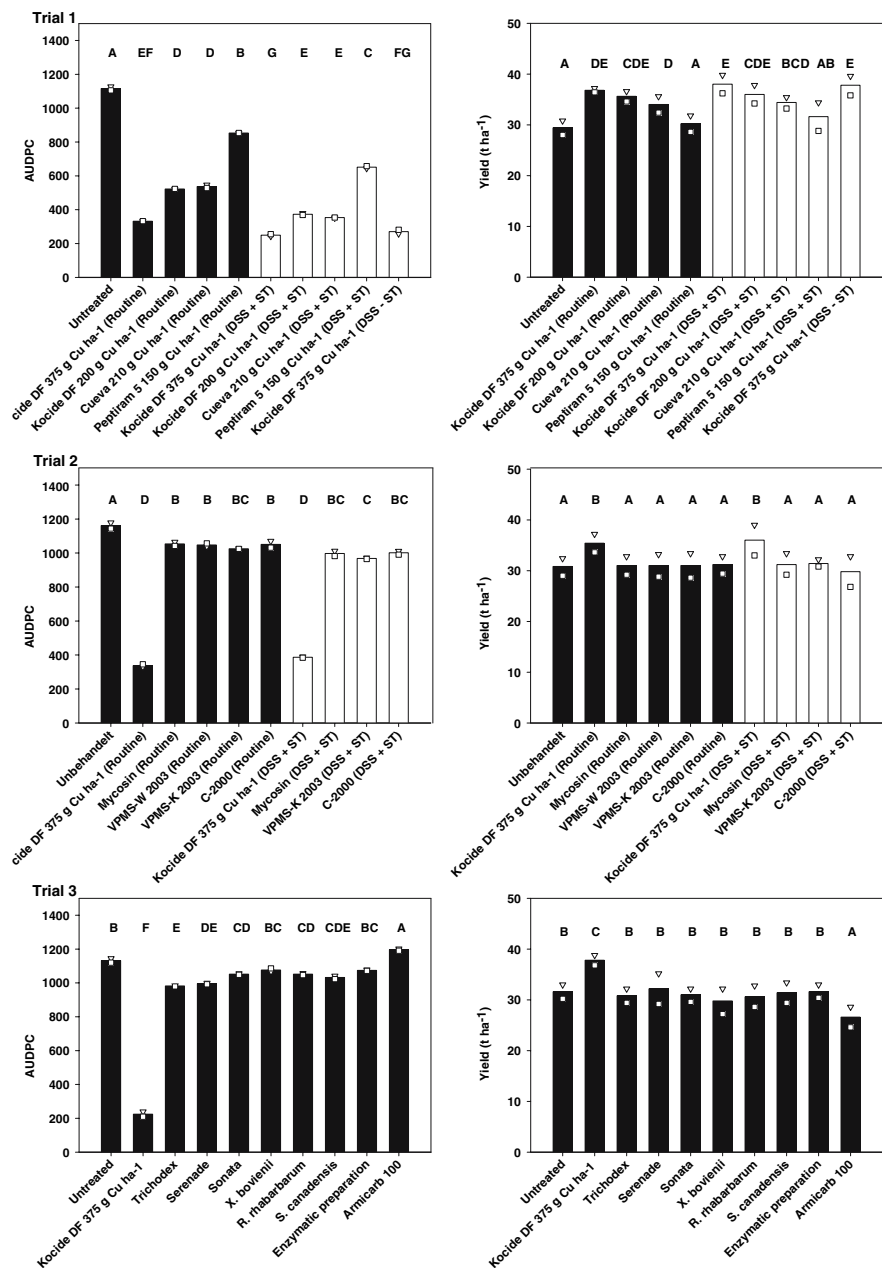 Trial 1
A EF D D B G E E C FG
1400
1200
1000
800
600
400
200
0
AUDPC
Untreated
cide DF 375 g Cu ha-1 (Routine)
Kocide DF 200 g Cu ha-1 (Routine)
Cueva 210 g Cu ha-1 (Routine)
Peptiram 5 150 g Cu ha-1 (Routine)
Kocide DF 375 g Cu ha-1 (DSS + ST)
Kocide DF 200 g Cu ha-1 (DSS + ST)
Cueva 210 g Cu ha-1 (DSS + ST)
Peptiram 5 150 g Cu ha-1 (DSS + ST)
Kocide DF 375 g Cu ha-1 (DSS - ST)
A DE CDE D A E CDE BCD AB E
50
40
30
20
10
0
Yield (t ha-1)
Untreated
Kocide DF 375 g Cu ha-1 (Routine)
Kocide DF 200 g Cu ha-1 (Routine)
Cueva 210 g Cu ha-1 (Routine)
Peptiram 5 150 g Cu ha-1 (Routine)
Kocide DF 375 g Cu ha-1 (DSS + ST)
Kocide DF 200 g Cu ha-1 (DSS + ST)
Cueva 210 g Cu ha-1 (DSS + ST)
Peptiram 5 150 g Cu ha-1 (DSS + ST)
Kocide DF 375 g Cu ha-1 (DSS - ST)
Trial 2
A D B B BC B D BC C BC
1400
1200
1000
800
600
400
200
0
AUDPC
Unbehandelt
cide DF 375 g Cu ha-1 (Routine)
Mycosin (Routine)
VPMS-W 2003 (Routine)
VPMS-K 2003 (Routine)
C-2000 (Routine)
Kocide DF 375 g Cu ha-1 (DSS + ST)
Mycosin (DSS + ST)
VPMS-K 2003 (DSS + ST)
C-2000 (DSS + ST)
A B A A A A B A A A
50
40
30
20
10
0
Yield (t ha-1)
Unbehandelt
Kocide DF 375 g Cu ha-1 (Routine)
Mycosin (Routine)
VPMS-W 2003 (Routine)
VPMS-K 2003 (Routine)
C-2000 (Routine)
Kocide DF 375 g Cu ha-1 (DSS + ST)
Mycosin (DSS + ST)
VPMS-K 2003 (DSS + ST)
C-2000 (DSS + ST)
Trial 3
B F E DE CD BC CD CDE BC A
1400
1200
1000
800
600
400
200
0
AUDPC
Untreated
Kocide DF 375 g Cu ha-1
Trichodex
Serenade
Sonata
X. bovienii
R. rhabarbarum
S. canadensis
Enzymatic preparation
Armicarb 100
B C B B B B B B B A
50
40
30
20
10
0
Yield (t ha-1)
Untreated
Kocide DF 375 g Cu ha-1
Trichodex
Serenade
Sonata
X. bovienii
R. rhabarbarum
S. canadensis
Enzymatic preparation
Armicarb 100